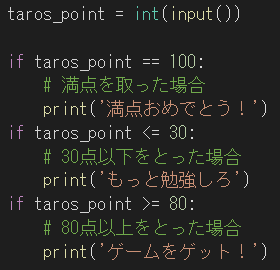 taros_point = int(input())

if taros_point == 100:
    # 満点を取った場合
    print('満点おめでとう！')
if taros_point <= 30:
    # 30点以下をとった場合
    print('もっと勉強しろ')
if taros_point >= 80:
    # 80点以上をとった場合
    print('ゲームをゲット！')